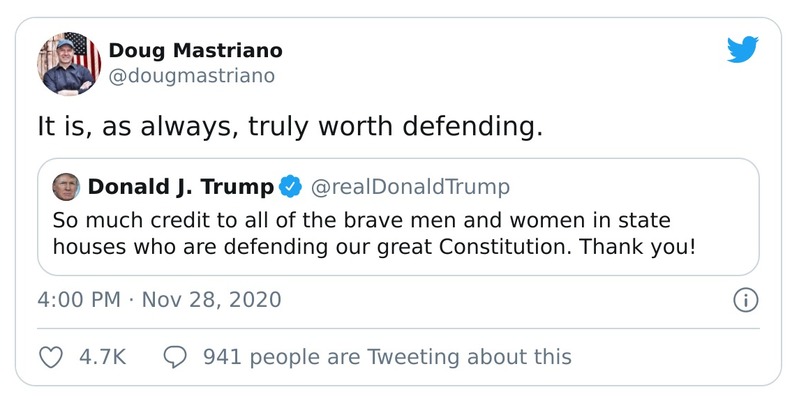 Doug Mastriano
@dougmastriano
It is, as always, truly worth defending.
Donald J. Trump @realDonaldTrump
So much credit to all of the brave men and women in state
houses who are defending our great Constitution. Thank you!
4:00 PM · Nov 28, 2020
4.7K 941 people are Tweeting about this